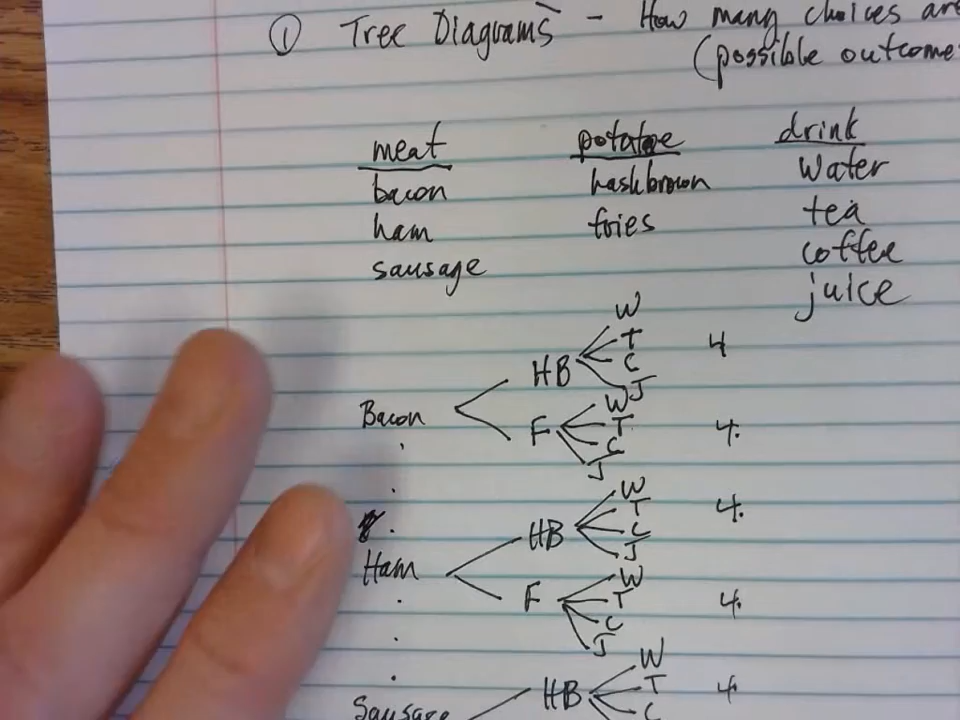 ① Tree Diagrams - How many choices are
(possible outcome
meat potatoe drink
bacon hashbrown Water
ham fries tea
sausage coffee
juice
W
T 4
HB C
J
Bacon W
F T 4.
C
J
W
T 4.
HB C
J
Ham W
F T 4.
C
J
W
HB T 4
Sausage C